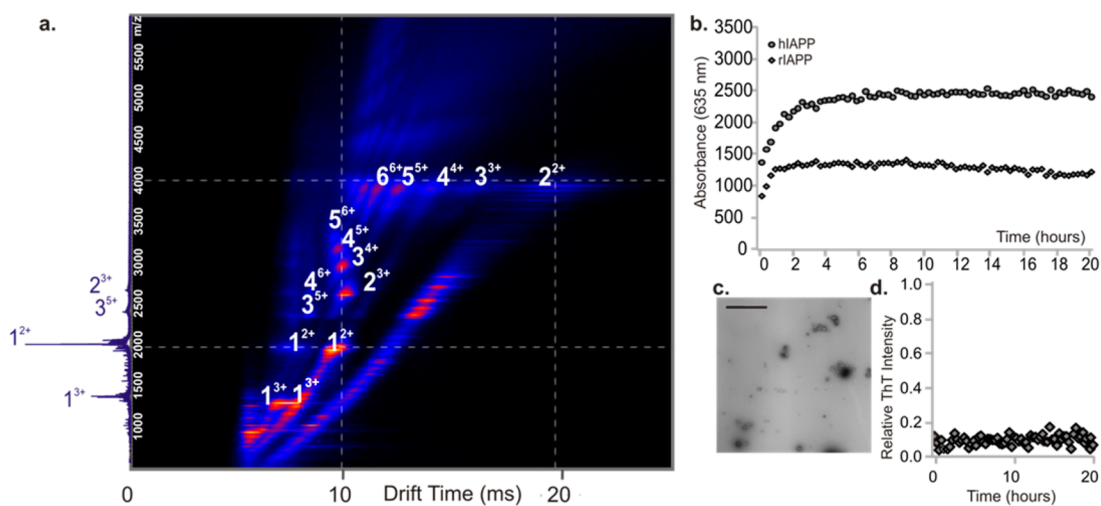 a.
m/z
5500
5000
4500
4000
3500
3000
2500
2000
1500
1000
6⁶⁺ 5⁵⁺ 4⁴⁺ 3³⁺ 2²⁺
5⁶⁺
4⁵⁺
3⁴⁺
4⁶⁺ 2³⁺
3⁵⁺
1²⁺ 1²⁺
1³⁺ 1³⁺
2³⁺
3⁵⁺
1²⁺
1³⁺
0 10 Drift Time (ms) 20
b.
Absorbance (635 nm)
3500
3000
2500
2000
1500
1000
500
0
hIAPP
rIAPP
Time (hours)
0 2 4 6 8 10 12 14 16 18 20
c.
d.
Relative ThT Intensity
1.0
0.8
0.6
0.4
0.2
0.0
0 10 20
Time (hours)